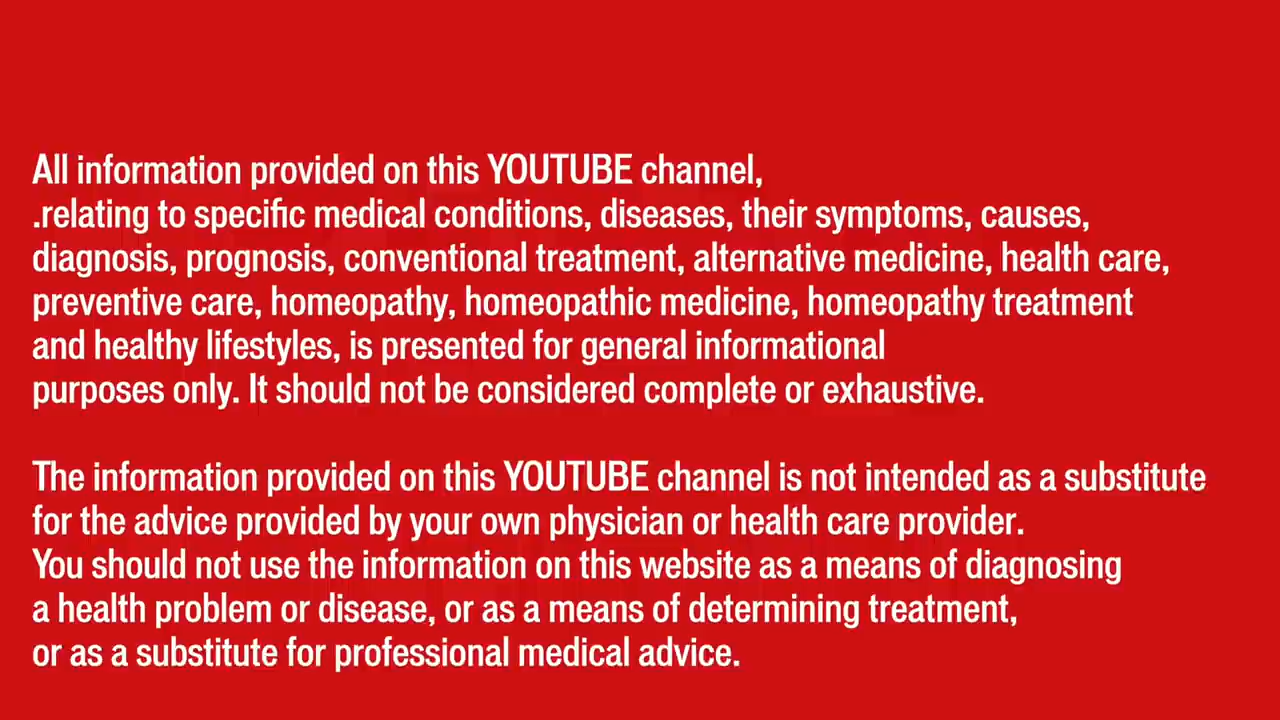 All information provided on this YOUTUBE channel,
.relating to specific medical conditions, diseases, their symptoms, causes,
diagnosis, prognosis, conventional treatment, alternative medicine, health care,
preventive care, homeopathy, homeopathic medicine, homeopathy treatment
and healthy lifestyles, is presented for general informational
purposes only. It should not be considered complete or exhaustive.
The information provided on this YOUTUBE channel is not intended as a substitute
for the advice provided by your own physician or health care provider.
You should not use the information on this website as a means of diagnosing
a health problem or disease, or as a means of determining treatment,
or as a substitute for professional medical advice.